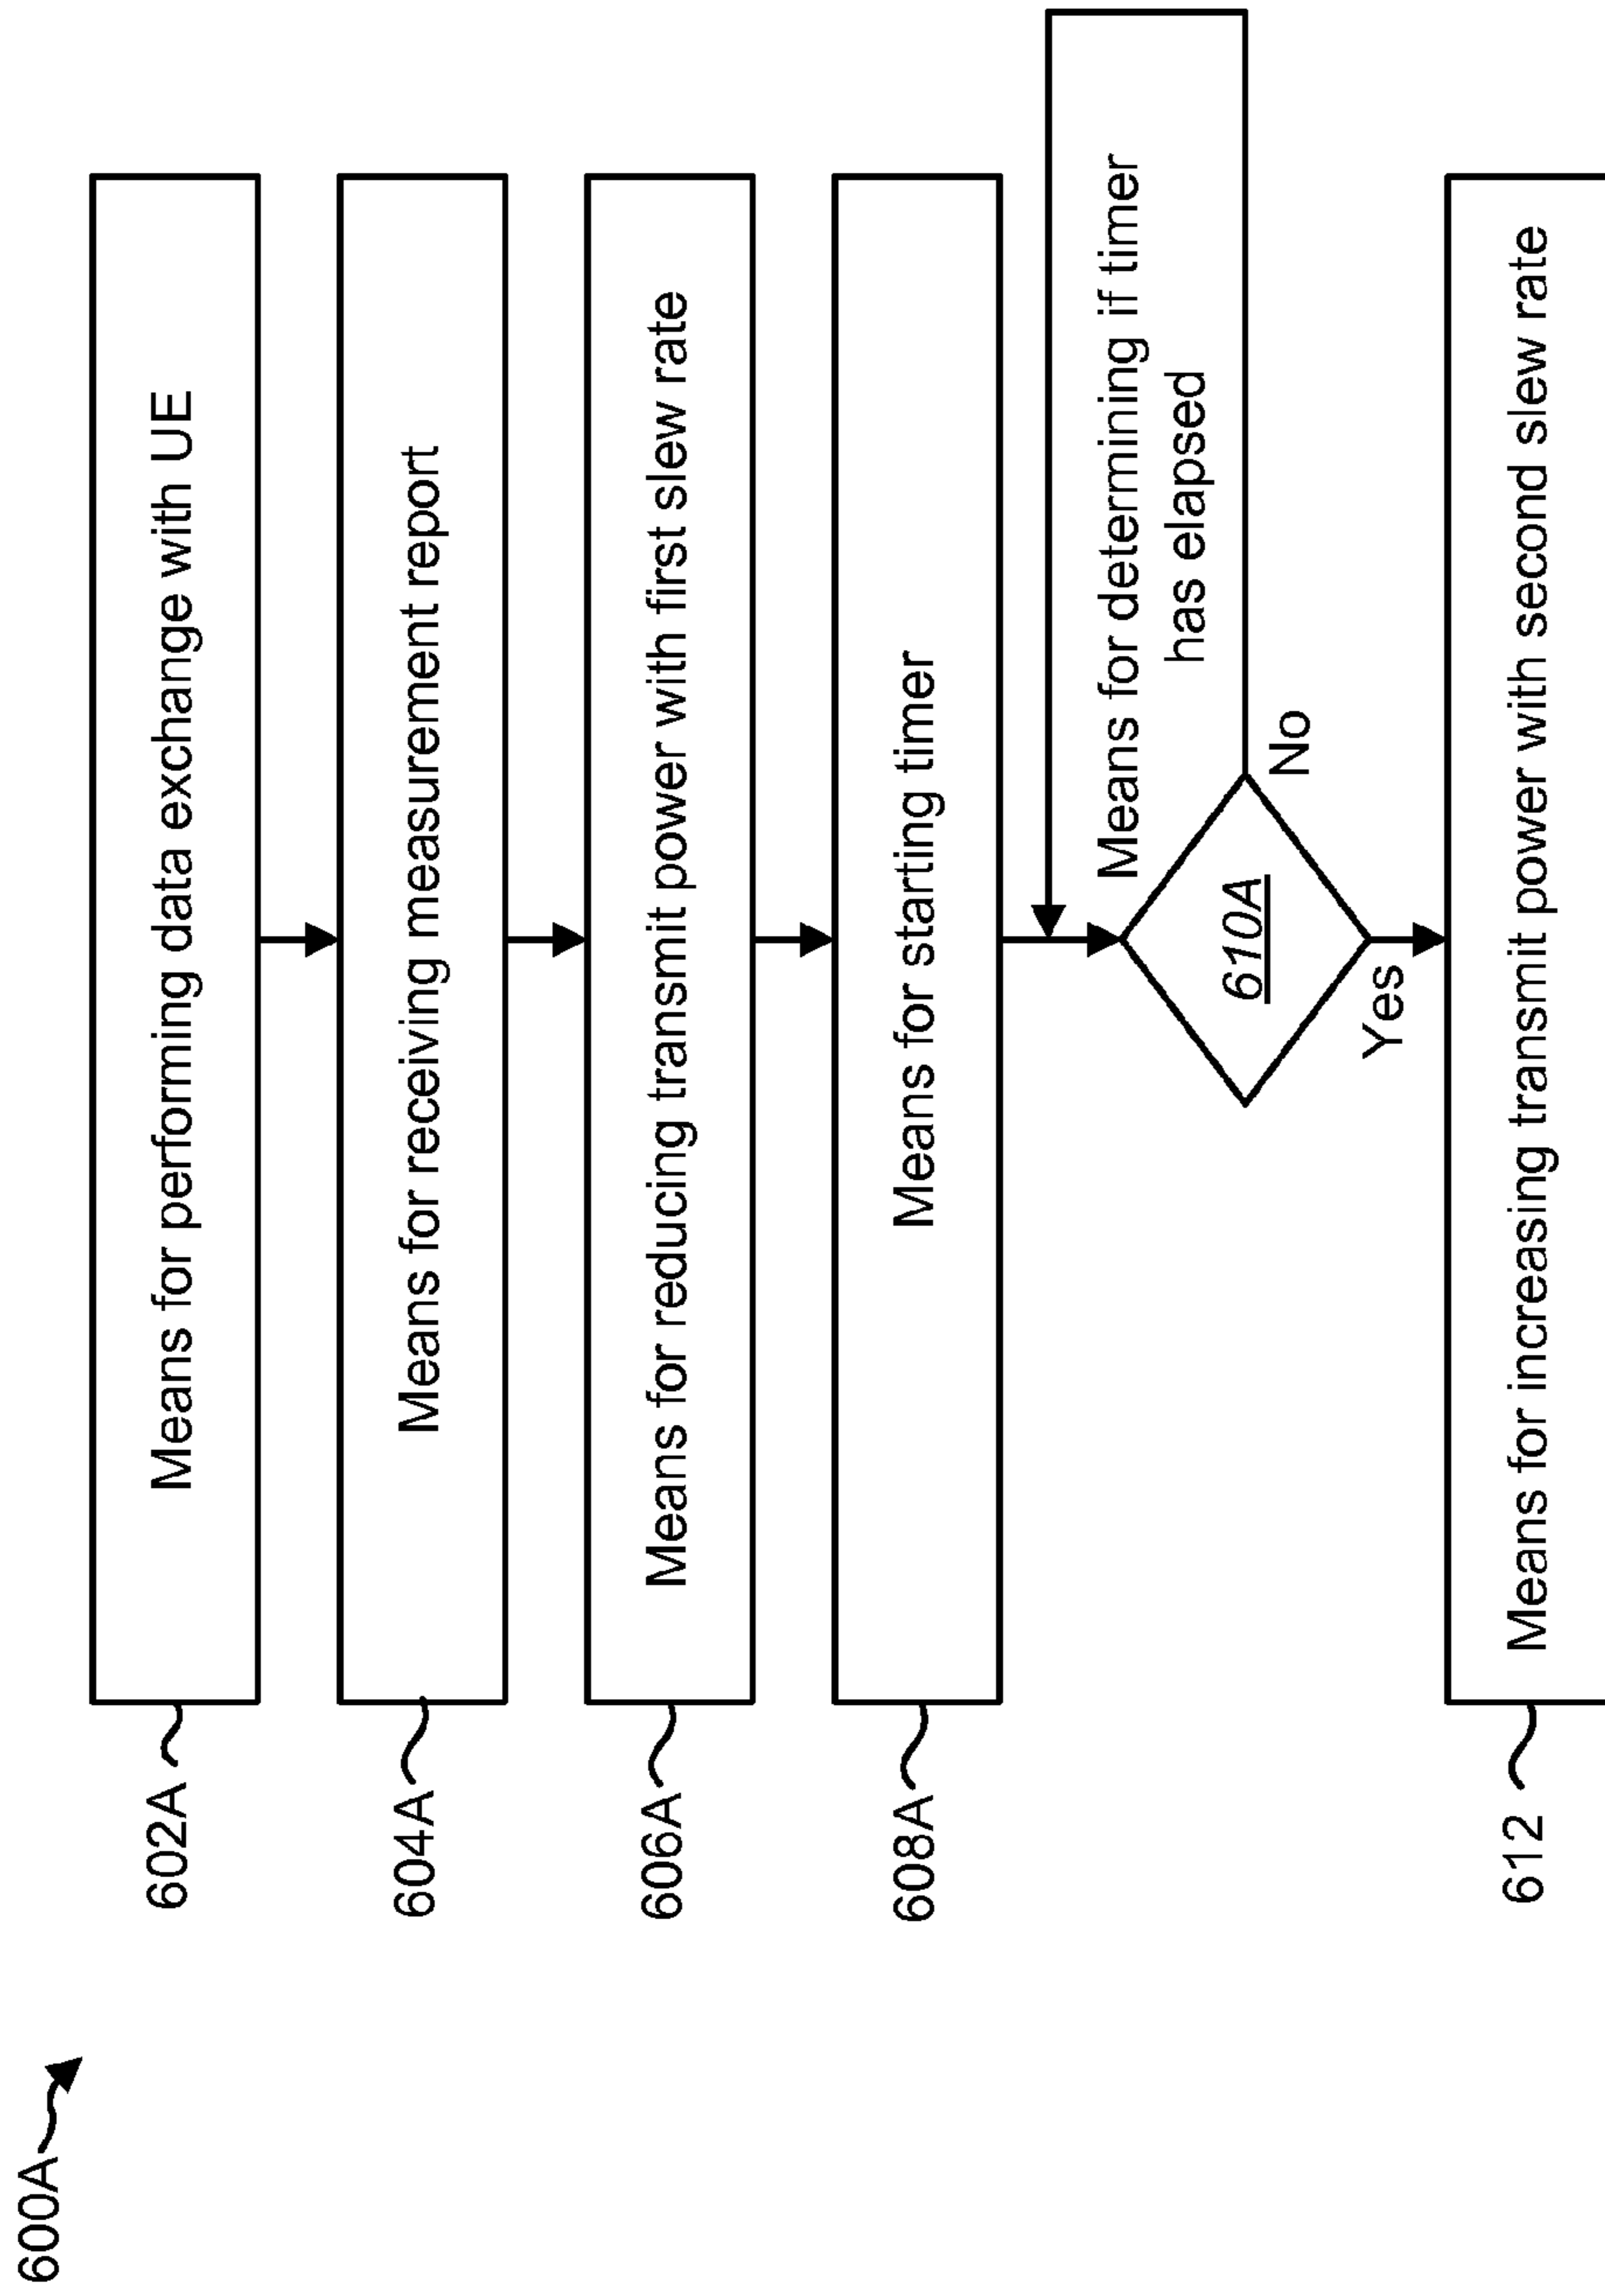 600A
602A
Means for performing data exchange with UE
604A
Means for receiving measurement report
606A
Means for reducing transmit power with first slew rate
608A
Means for starting timer
Means for determining if timer
has elapsed
610A
No
Yes
612
Means for increasing transmit power with second slew rate